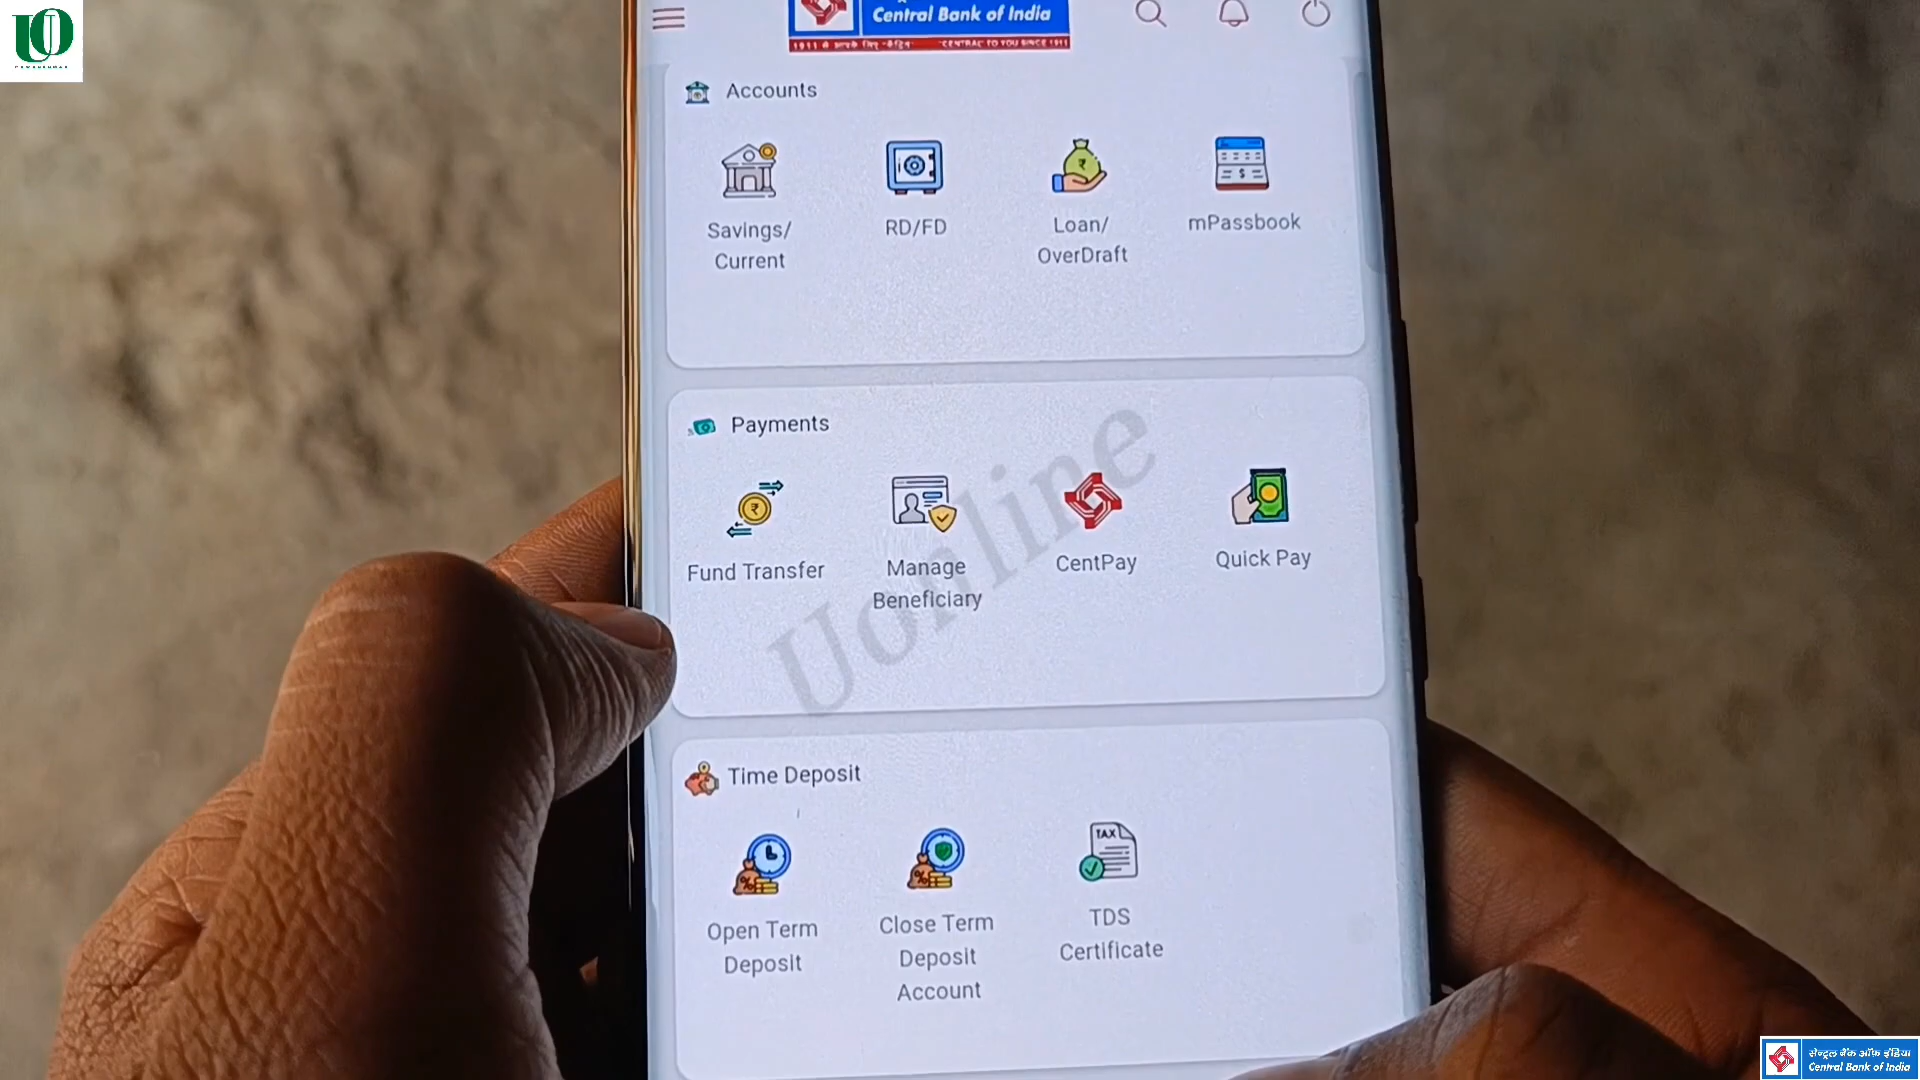 UO
Central Bank of India
1911 से आपके लिए "केंद्रित" "CENTRAL" TO YOU SINCE 1911
Accounts
Savings/
Current
RD/FD
Loan/
OverDraft
mPassbook
Payments
Fund Transfer
Manage
Beneficiary
CentPay
Quick Pay
Uonline
Time Deposit
Open Term
Deposit
Close Term
Deposit
Account
TAX
TDS
Certificate
सेन्ट्रल बैंक ऑफ इंडिया
Central Bank of India